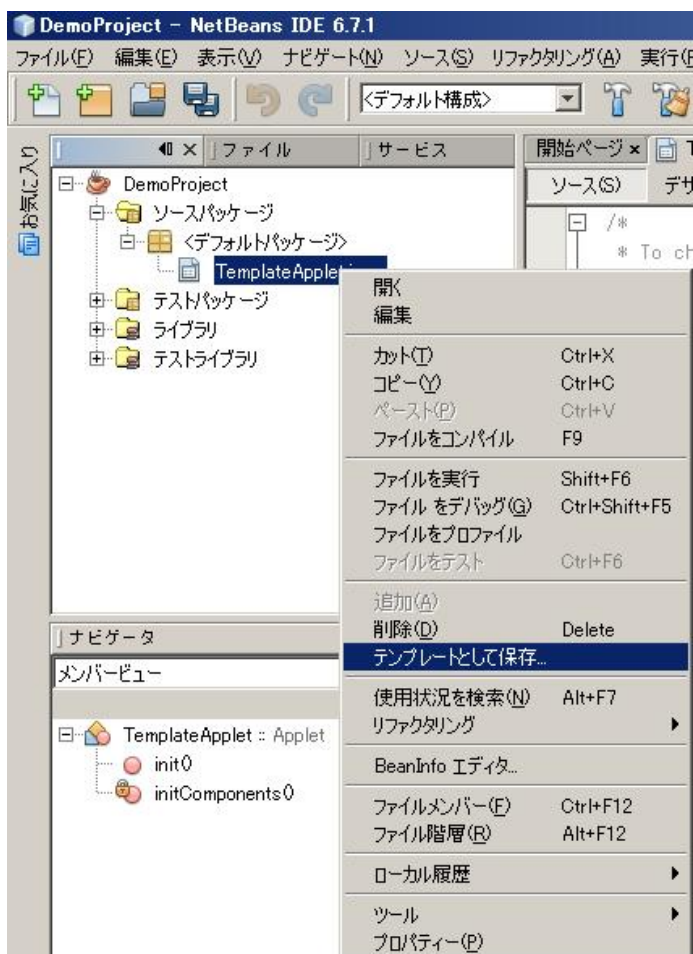 DemoProject - NetBeans IDE 6.7.1
ファイル(F) 編集(E) 表示(V) ナビゲート(N) ソース(S) リファクタリング(A) 実行(
<デフォルト構成>
お気に入り
ファイル サービス 開始ページ
DemoProject
ソース(S) デザ
ソースパッケージ
/*
<デフォルトパッケージ>
* To ch
TemplateApplet
テストパッケージ
ライブラリ
テストライブラリ
開く
編集
カット(T) Ctrl+X
コピー(Y) Ctrl+C
ペースト(P) Ctrl+V
ファイルをコンパイル F9
ファイルを実行 Shift+F6
ファイル をデバッグ(G) Ctrl+Shift+F5
ファイルをプロファイル
ファイルをテスト Ctrl+F6
追加(A)
削除(D) Delete
テンプレートとして保存...
使用状況を検索(N) Alt+F7
リファクタリング
BeanInfo エディタ...
ファイルメンバー(F) Ctrl+F12
ファイル階層(R) Alt+F12
ローカル履歴
ツール
プロパティー(P)
ナビゲータ
メンバービュー
TemplateApplet :: Applet
init()
initComponents()